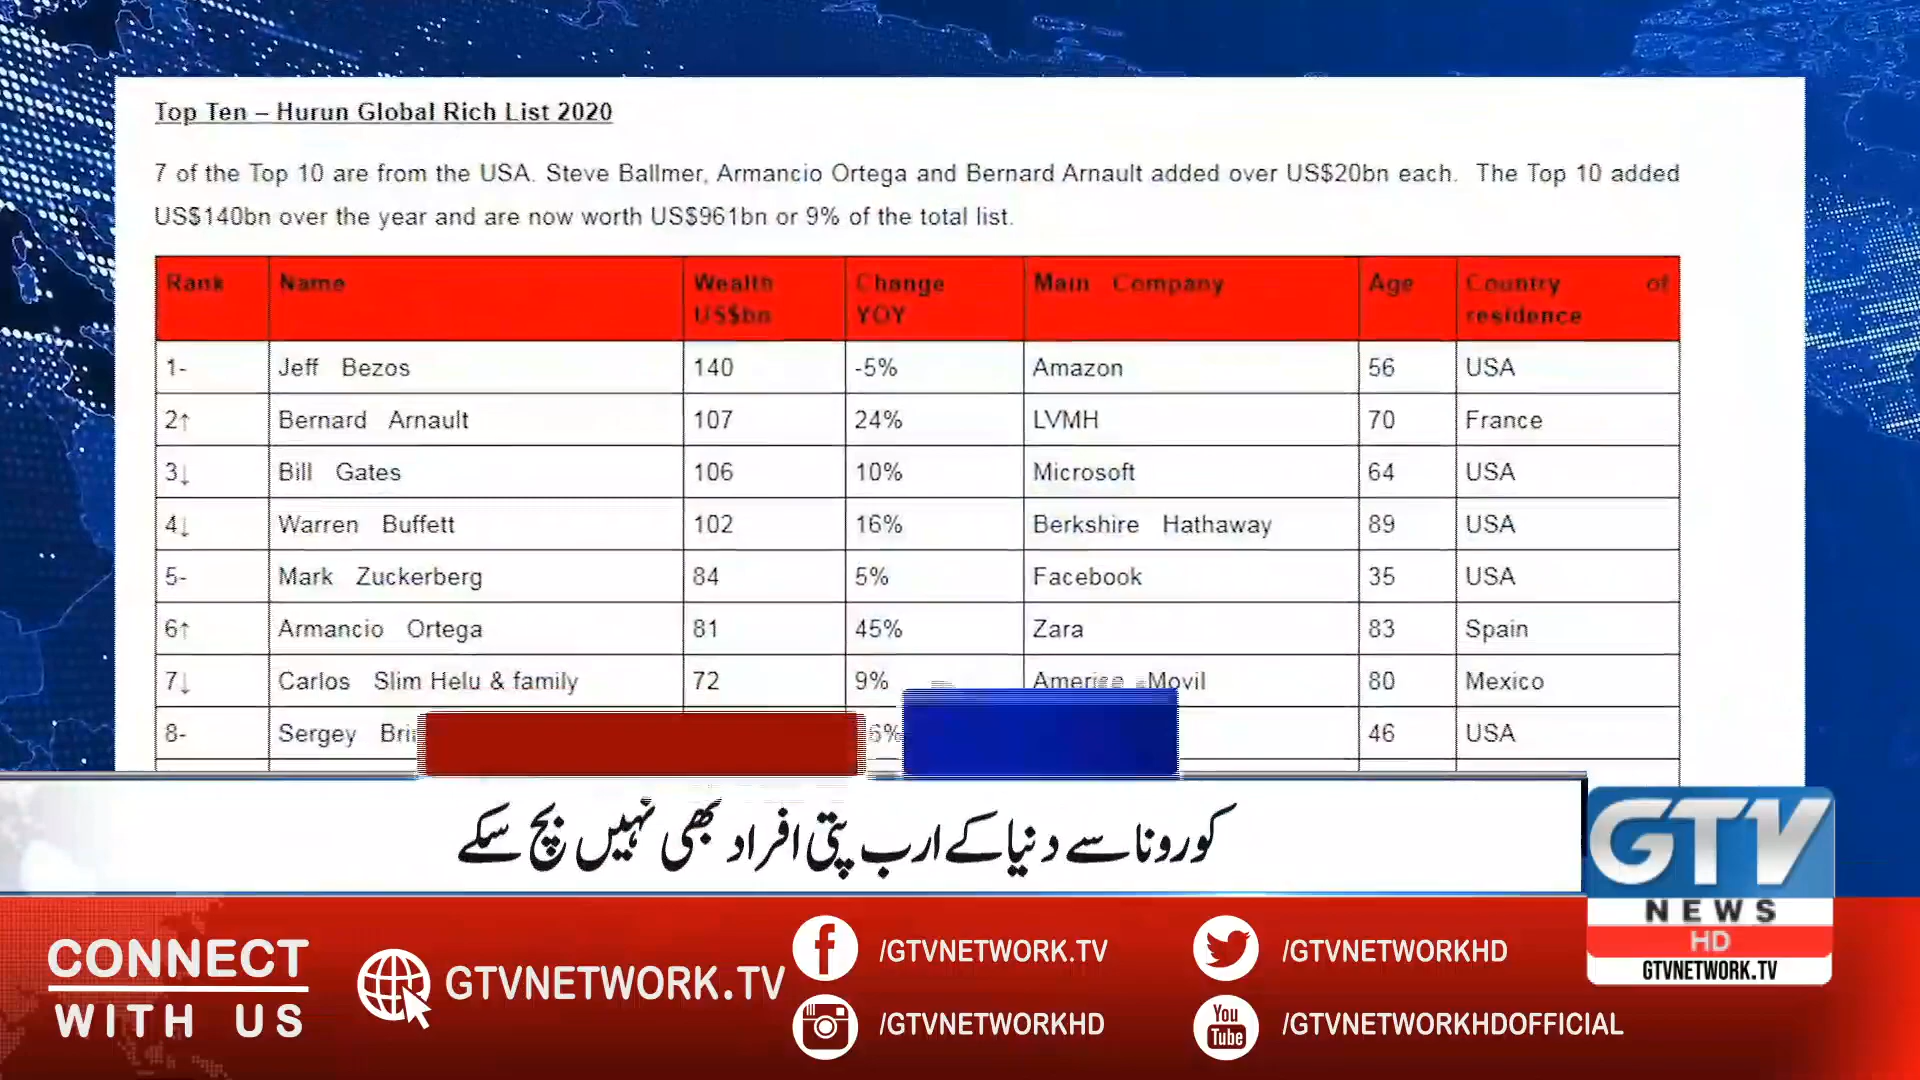 Top Ten – Hurun Global Rich List 2020
7 of the Top 10 are from the USA. Steve Ballmer, Armancio Ortega and Bernard Arnault added over US$20bn each. The Top 10 added
US$140bn over the year and are now worth US$961bn or 9% of the total list.
Rank Name Wealth US$bn Change YOY Main Company Age Country of residence
1- Jeff Bezos 140 -5% Amazon 56 USA
2↑ Bernard Arnault 107 24% LVMH 70 France
3↓ Bill Gates 106 10% Microsoft 64 USA
4↓ Warren Buffett 102 16% Berkshire Hathaway 89 USA
5- Mark Zuckerberg 84 5% Facebook 35 USA
6↑ Armancio Ortega 81 45% Zara 83 Spain
7↓ Carlos Slim Helu & family 72 9% America Movil 80 Mexico
8- Sergey 46 USA
کورونا سے دنیا کے ارب پتی افراد بھی نہیں بچ سکے
GTV
NEWS
HD
GTVNETWORK.TV
CONNECT
WITH US
GTVNETWORK.TV
/GTVNETWORK.TV
/GTVNETWORKHD
/GTVNETWORKHD
You
Tube
/GTVNETWORKHDOFFICIAL